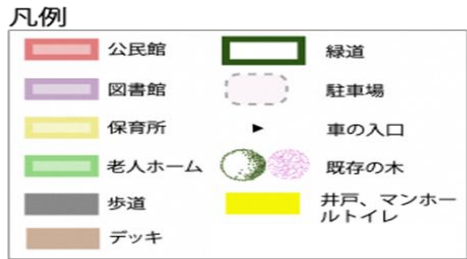 凡例
公民館
図書館
保育所
老人ホーム
歩道
デッキ
緑道
駐車場
車の入口
既存の木
井戸、マンホー
ルトイレ